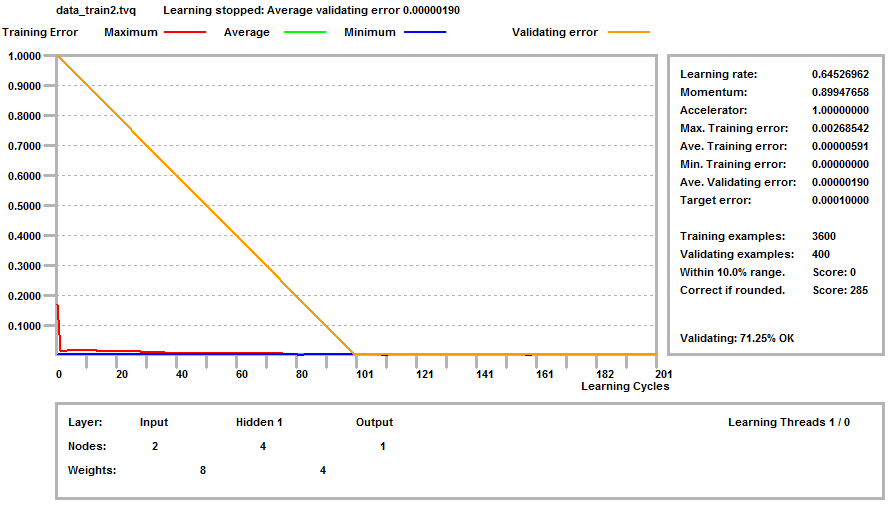 data_train2.tvq Learning stopped: Average validating error 0.00000190
Training Error Maximum Average Minimum Validating error
1.0000
0.9000
0.8000
0.7000
0.6000
0.5000
0.4000
0.3000
0.2000
0.1000
0 20 40 60 80 101 121 141 161 182 201
Learning Cycles
Learning rate: 0.64526962
Momentum: 0.89947658
Accelerator: 1.00000000
Max. Training error: 0.00268542
Ave. Training error: 0.00000591
Min. Training error: 0.00000000
Ave. Validating error: 0.00000190
Target error: 0.00010000
Training examples: 3600
Validating examples: 400
Within 10.0% range. Score: 0
Correct if rounded. Score: 285
Validating: 71.25% OK
Layer: Input Hidden 1 Output Learning Threads 1 / 0
Nodes: 2 4 1
Weights: 8 4